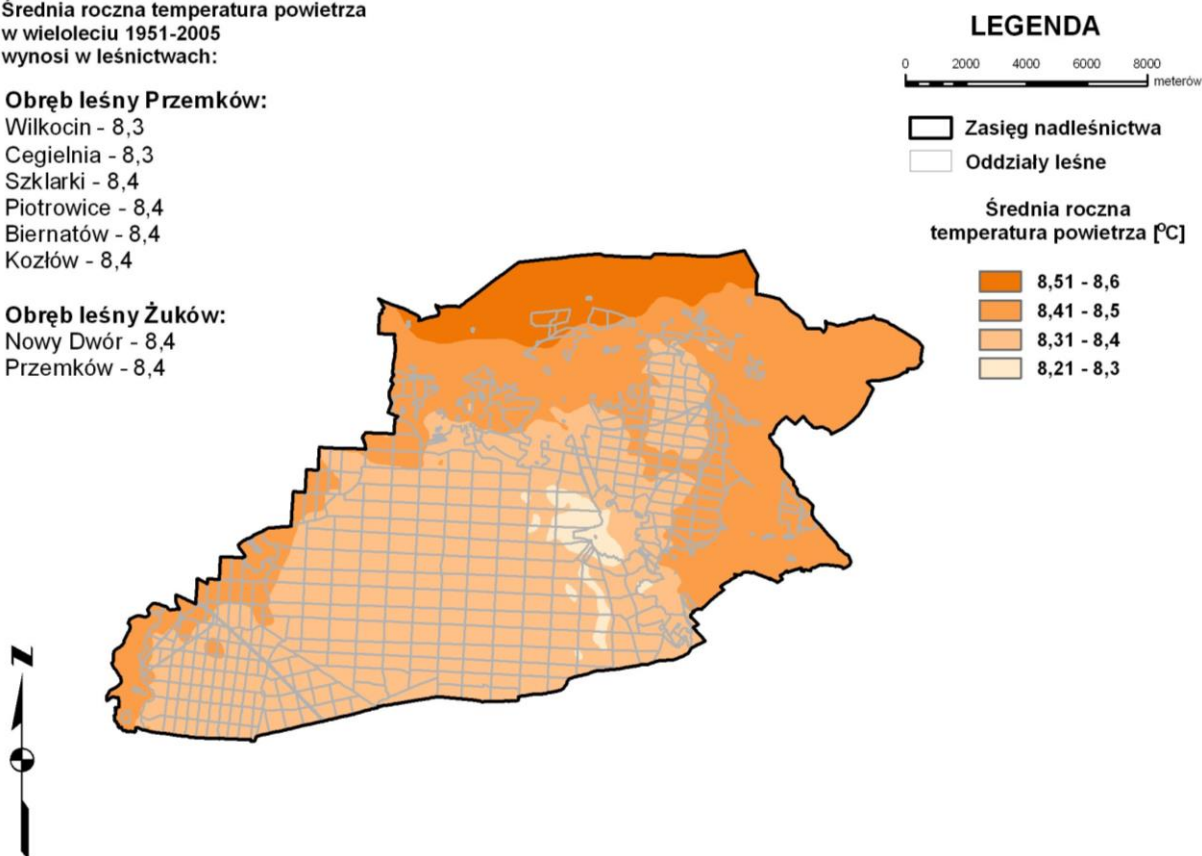 Średnia roczna temperatura powietrza
w wieloleciu 1951-2005
wynosi w leśnictwach:
Obręb leśny Przemków:
Wilkocin - 8,3
Cegielnia - 8,3
Szklarki - 8,4
Piotrowice - 8,4
Biernatów - 8,4
Kozłów - 8,4
Obręb leśny Żuków:
Nowy Dwór - 8,4
Przemków - 8,4
LEGENDA
0 2000 4000 6000 8000
meterów
Zasięg nadleśnictwa
Oddziały leśne
Średnia roczna
temperatura powietrza [°C]
8,51 - 8,6
8,41 - 8,5
8,31 - 8,4
8,21 - 8,3
N